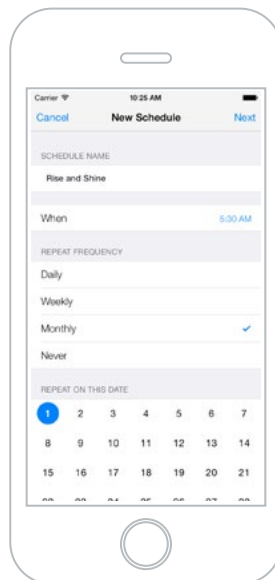 Carrier 10:25 AM
Cancel New Schedule Next
SCHEDULE NAME
Rise and Shine
When 5:30 AM
REPEAT FREQUENCY
Daily
Weekly
Monthly
Never
REPEAT ON THIS DATE
1 2 3 4 5 6 7
8 9 10 11 12 13 14
15 16 17 18 19 20 21